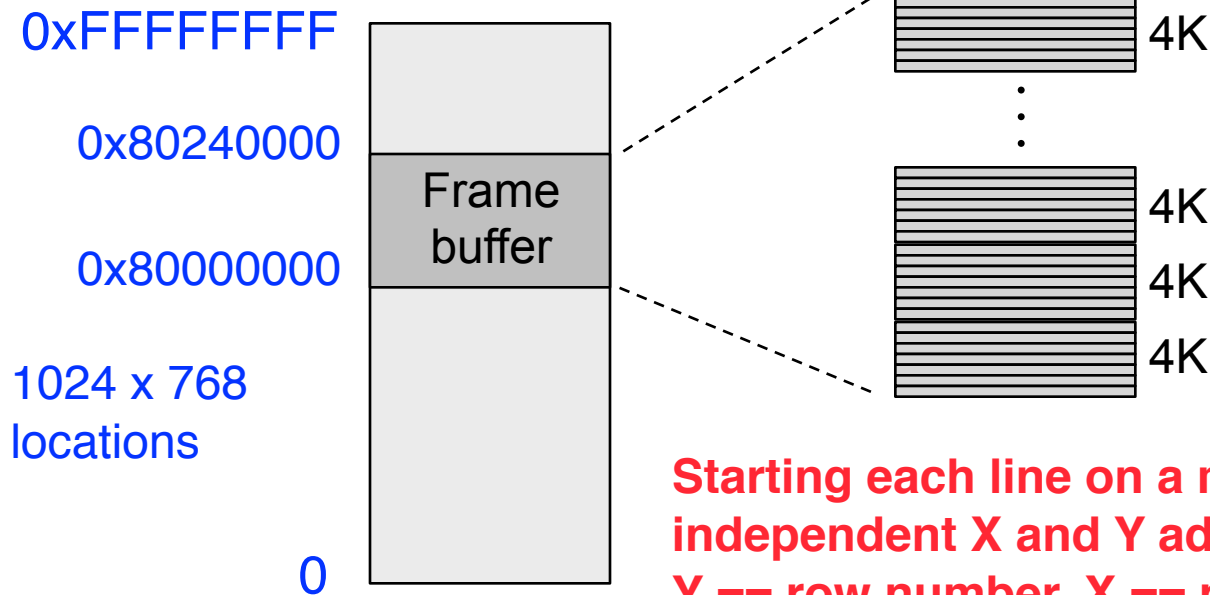 0xFFFFFFFF
4K
0x80240000
Frame
buffer
4K
0x80000000
4K
4K
1024 x 768
locations
Starting each line on a
independent X and Y
0